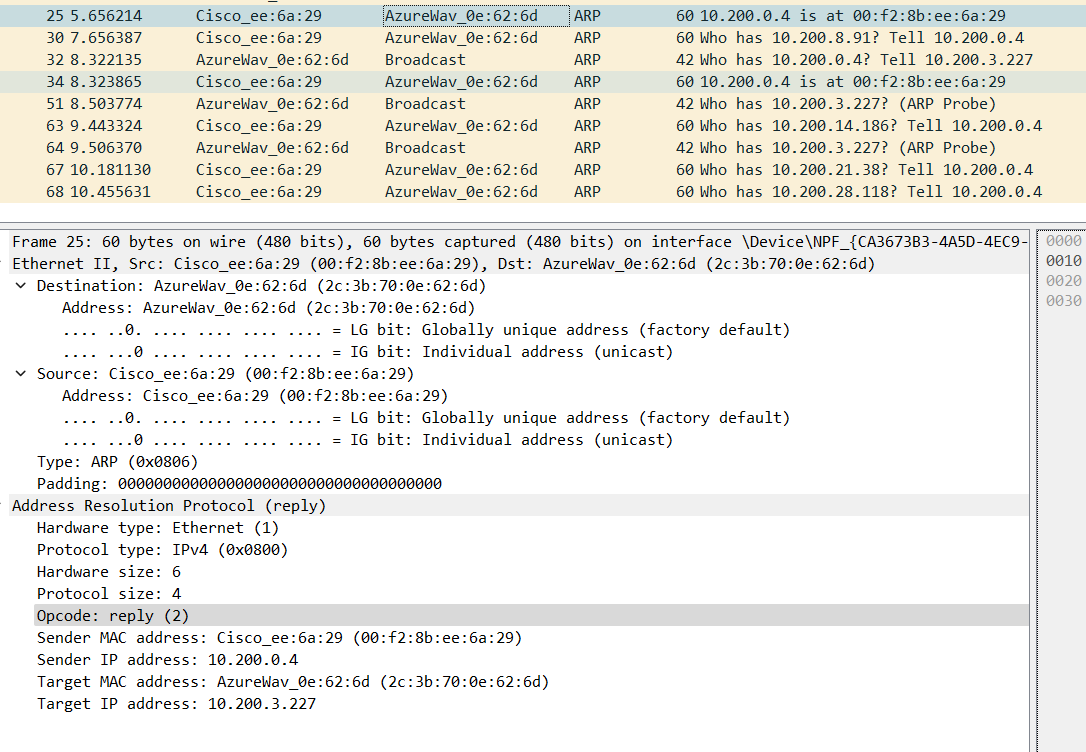 25 5.656214 Cisco_ee:6a:29 AzureWav_0e:62:6d ARP 60 10.200.0.4 is at 00:f2:8b:ee:6a:29
30 7.656387 Cisco_ee:6a:29 AzureWav_0e:62:6d ARP 60 Who has 10.200.8.91? Tell 10.200.0.4
32 8.322135 AzureWav_0e:62:6d Broadcast ARP 42 Who has 10.200.0.4? Tell 10.200.3.227
34 8.323865 Cisco_ee:6a:29 AzureWav_0e:62:6d ARP 60 10.200.0.4 is at 00:f2:8b:ee:6a:29
51 8.503774 AzureWav_0e:62:6d Broadcast ARP 42 Who has 10.200.3.227? (ARP Probe)
63 9.443324 Cisco_ee:6a:29 AzureWav_0e:62:6d ARP 60 Who has 10.200.14.186? Tell 10.200.0.4
64 9.506370 AzureWav_0e:62:6d Broadcast ARP 42 Who has 10.200.3.227? (ARP Probe)
67 10.181130 Cisco_ee:6a:29 AzureWav_0e:62:6d ARP 60 Who has 10.200.21.38? Tell 10.200.0.4
68 10.455631 Cisco_ee:6a:29 AzureWav_0e:62:6d ARP 60 Who has 10.200.28.118? Tell 10.200.0.4
Frame 25: 60 bytes on wire (480 bits), 60 bytes captured (480 bits) on interface \Device\NPF_{CA3673B3-4A5D-4EC9-
Ethernet II, Src: Cisco_ee:6a:29 (00:f2:8b:ee:6a:29), Dst: AzureWav_0e:62:6d (2c:3b:70:0e:62:6d)
Destination: AzureWav_0e:62:6d (2c:3b:70:0e:62:6d)
Address: AzureWav_0e:62:6d (2c:3b:70:0e:62:6d)
.... ..0. .... .... .... .... = LG bit: Globally unique address (factory default)
.... ...0 .... .... .... .... = IG bit: Individual address (unicast)
Source: Cisco_ee:6a:29 (00:f2:8b:ee:6a:29)
Address: Cisco_ee:6a:29 (00:f2:8b:ee:6a:29)
.... ..0. .... .... .... .... = LG bit: Globally unique address (factory default)
.... ...0 .... .... .... .... = IG bit: Individual address (unicast)
Type: ARP (0x0806)
Padding: 000000000000000000000000000000000000
Address Resolution Protocol (reply)
Hardware type: Ethernet (1)
Protocol type: IPv4 (0x0800)
Hardware size: 6
Protocol size: 4
Opcode: reply (2)
Sender MAC address: Cisco_ee:6a:29 (00:f2:8b:ee:6a:29)
Sender IP address: 10.200.0.4
Target MAC address: AzureWav_0e:62:6d (2c:3b:70:0e:62:6d)
Target IP address: 10.200.3.227
0000
0010
0020
0030